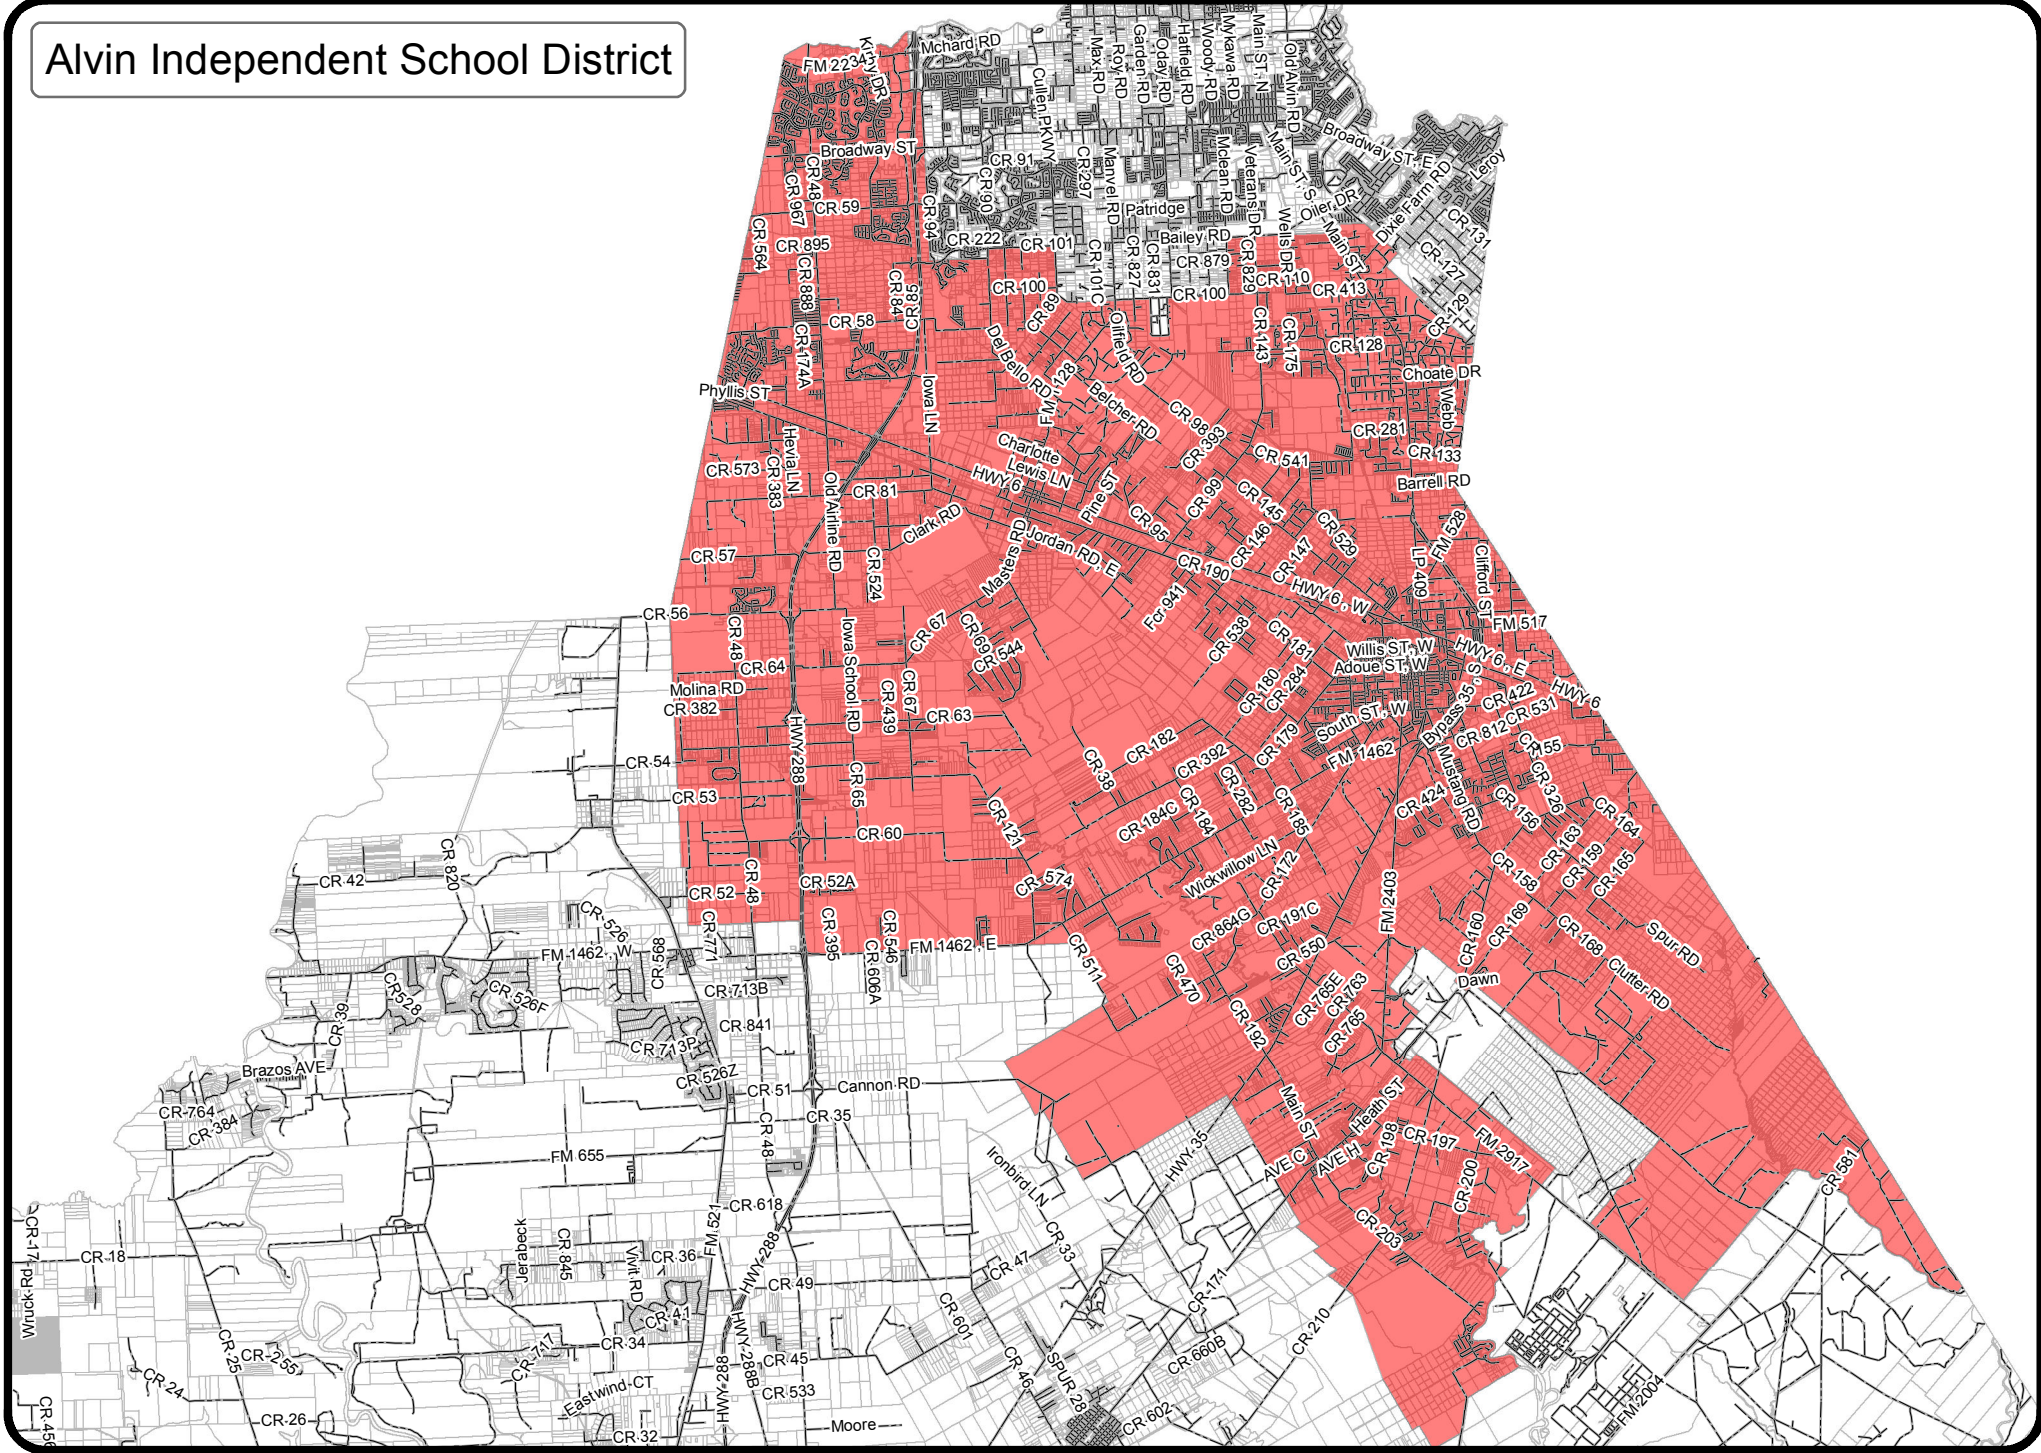 Alvin Independent School District
FM 2234
Kirby DR
Mchard RD
Cullen PKWY
Max RD
Roy RD
Garden RD
Oday RD
Hatfield RD
Woody RD
Mykawa RD
Main ST, N
Old Alvin RD
Broadway ST
CR 48
CR 967
CR 59
CR 564
CR 895
CR 888
CR 84
CR 85
CR 94
CR 91
CR 90
CR 297
Manvel RD
Patridge
Mclean RD
Veterans DR
Main ST, S
Broadway ST, E
Oiler DR
Dixie Farm RD
Leroy
CR 131
CR 127
CR 129
CR 222
CR 101
CR 101C
CR 827
CR 831
Bailey RD
CR 879
CR 829
Wells DR
Main ST
CR 110
CR 413
CR 100
CR 100
CR 89
CR 58
CR 174A
Phyllis ST
Iowa LN
Del Bello RD
FM 1128
Oilfield RD
Belcher RD
CR 98
CR 393
CR 143
CR 175
CR 128
Choate DR
Webb
CR 281
CR 133
Barrell RD
CR 541
Hevia LN
CR 573
CR 383
Old Airline RD
CR 81
Clark RD
Charlotte
Lewis LN
HWY 6
Pine ST
CR 95
CR 99
CR 145
CR 146
CR 147
CR 529
LP 409
FM 528
Clifford ST
FM 517
CR 57
CR 524
Masters RD
Jordan RD, E
CR 190
HWY 6, W
Fcr 941
CR 538
CR 181
Willis ST, W
Adoue ST, W
HWY 6, E
HWY 6
CR 56
CR 48
CR 64
Molina RD
CR 382
Iowa School RD
CR 67
CR 69
CR 544
CR 67
CR 439
CR 63
CR 180
CR 284
CR 179
South ST, W
FM 1462
Bypass 35, S
CR 422
CR 531
CR 812
CR 155
CR 54
CR 53
HWY 288
CR 65
CR 60
CR 121
CR 38
CR 182
CR 392
CR 282
CR 184C
CR 184
CR 185
Mustang RD
CR 424
CR 156
CR 326
CR 164
CR 163
CR 159
CR 165
CR 158
CR 42
CR 820
CR 52
CR 48
CR 52A
CR 574
Wickwillow LN
CR 172
FM 2403
CR 526
FM 1462, W
CR 568
CR 771
CR 395
CR 546
CR 606A
FM 1462, E
CR 511
CR 864G
CR 191C
CR 550
CR 470
CR 160
CR 169
CR 168
Spur RD
Clutter RD
Dawn
CR 39
CR 528
CR 526F
CR 713B
CR 841
CR 713P
CR 526Z
CR 51
Cannon RD
CR 35
CR 192
CR 765E
CR 763
CR 765
Brazos AVE
CR 764
CR 384
FM 655
CR 48
Ironbird LN
HWY 35
Main ST
Heath ST
AVE C
AVE H
CR 198
CR 197
FM 2917
CR 200
CR 581
CR 17
CR 18
Wruck Rd
Jerabeck
CR 845
Vivit RD
CR 36
FM 521
CR 618
HWY 288
CR 49
CR 33
CR 47
CR 203
CR 171
CR 210
CR 41
CR 34
CR 717
CR 25
CR 255
CR 24
CR 601
CR 46
SPUR 28
CR 660B
HWY 288B
CR 45
CR 533
HWY 288
Eastwind CT
CR 26
CR 32
CR 456
Moore
CR 602
FM 2004